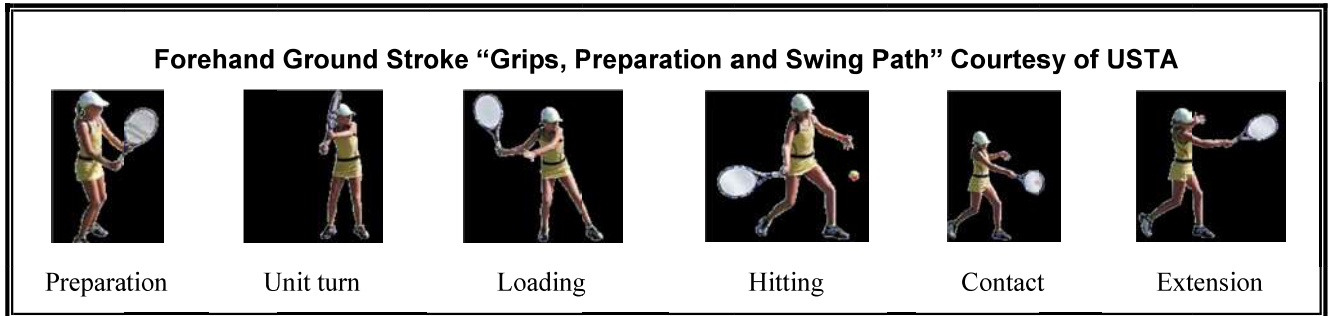 Forehand Ground Stroke “Grips, Preparation and Swing Path” Courtesy of USTA
Preparation Unit turn Loading Hitting Contact Extension